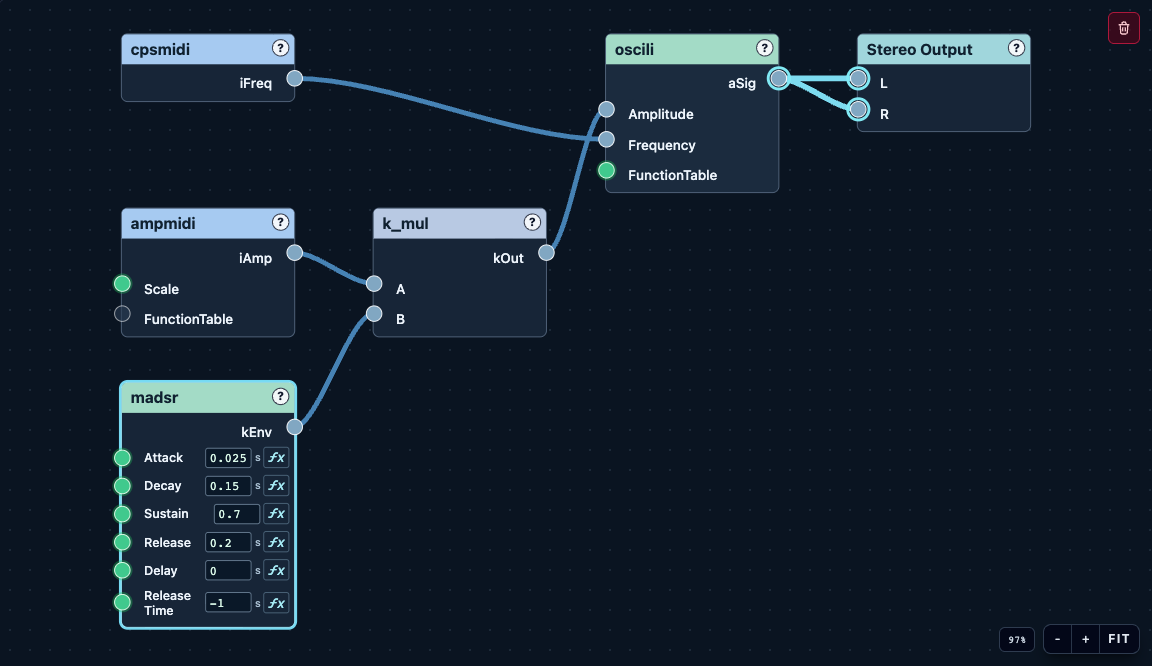 cpsmidi ?
iFreq
oscili ?
aSig
Amplitude
Frequency
FunctionTable
Stereo Output ?
L
R
ampmidi ?
iAmp
Scale
FunctionTable
k_mul ?
kOut
A
B
madsr ?
kEnv
Attack 0.025 s ƒx
Decay 0.15 s ƒx
Sustain 0.7 ƒx
Release 0.2 s ƒx
Delay 0 s ƒx
Release
Time -1 s ƒx
97% - + FIT